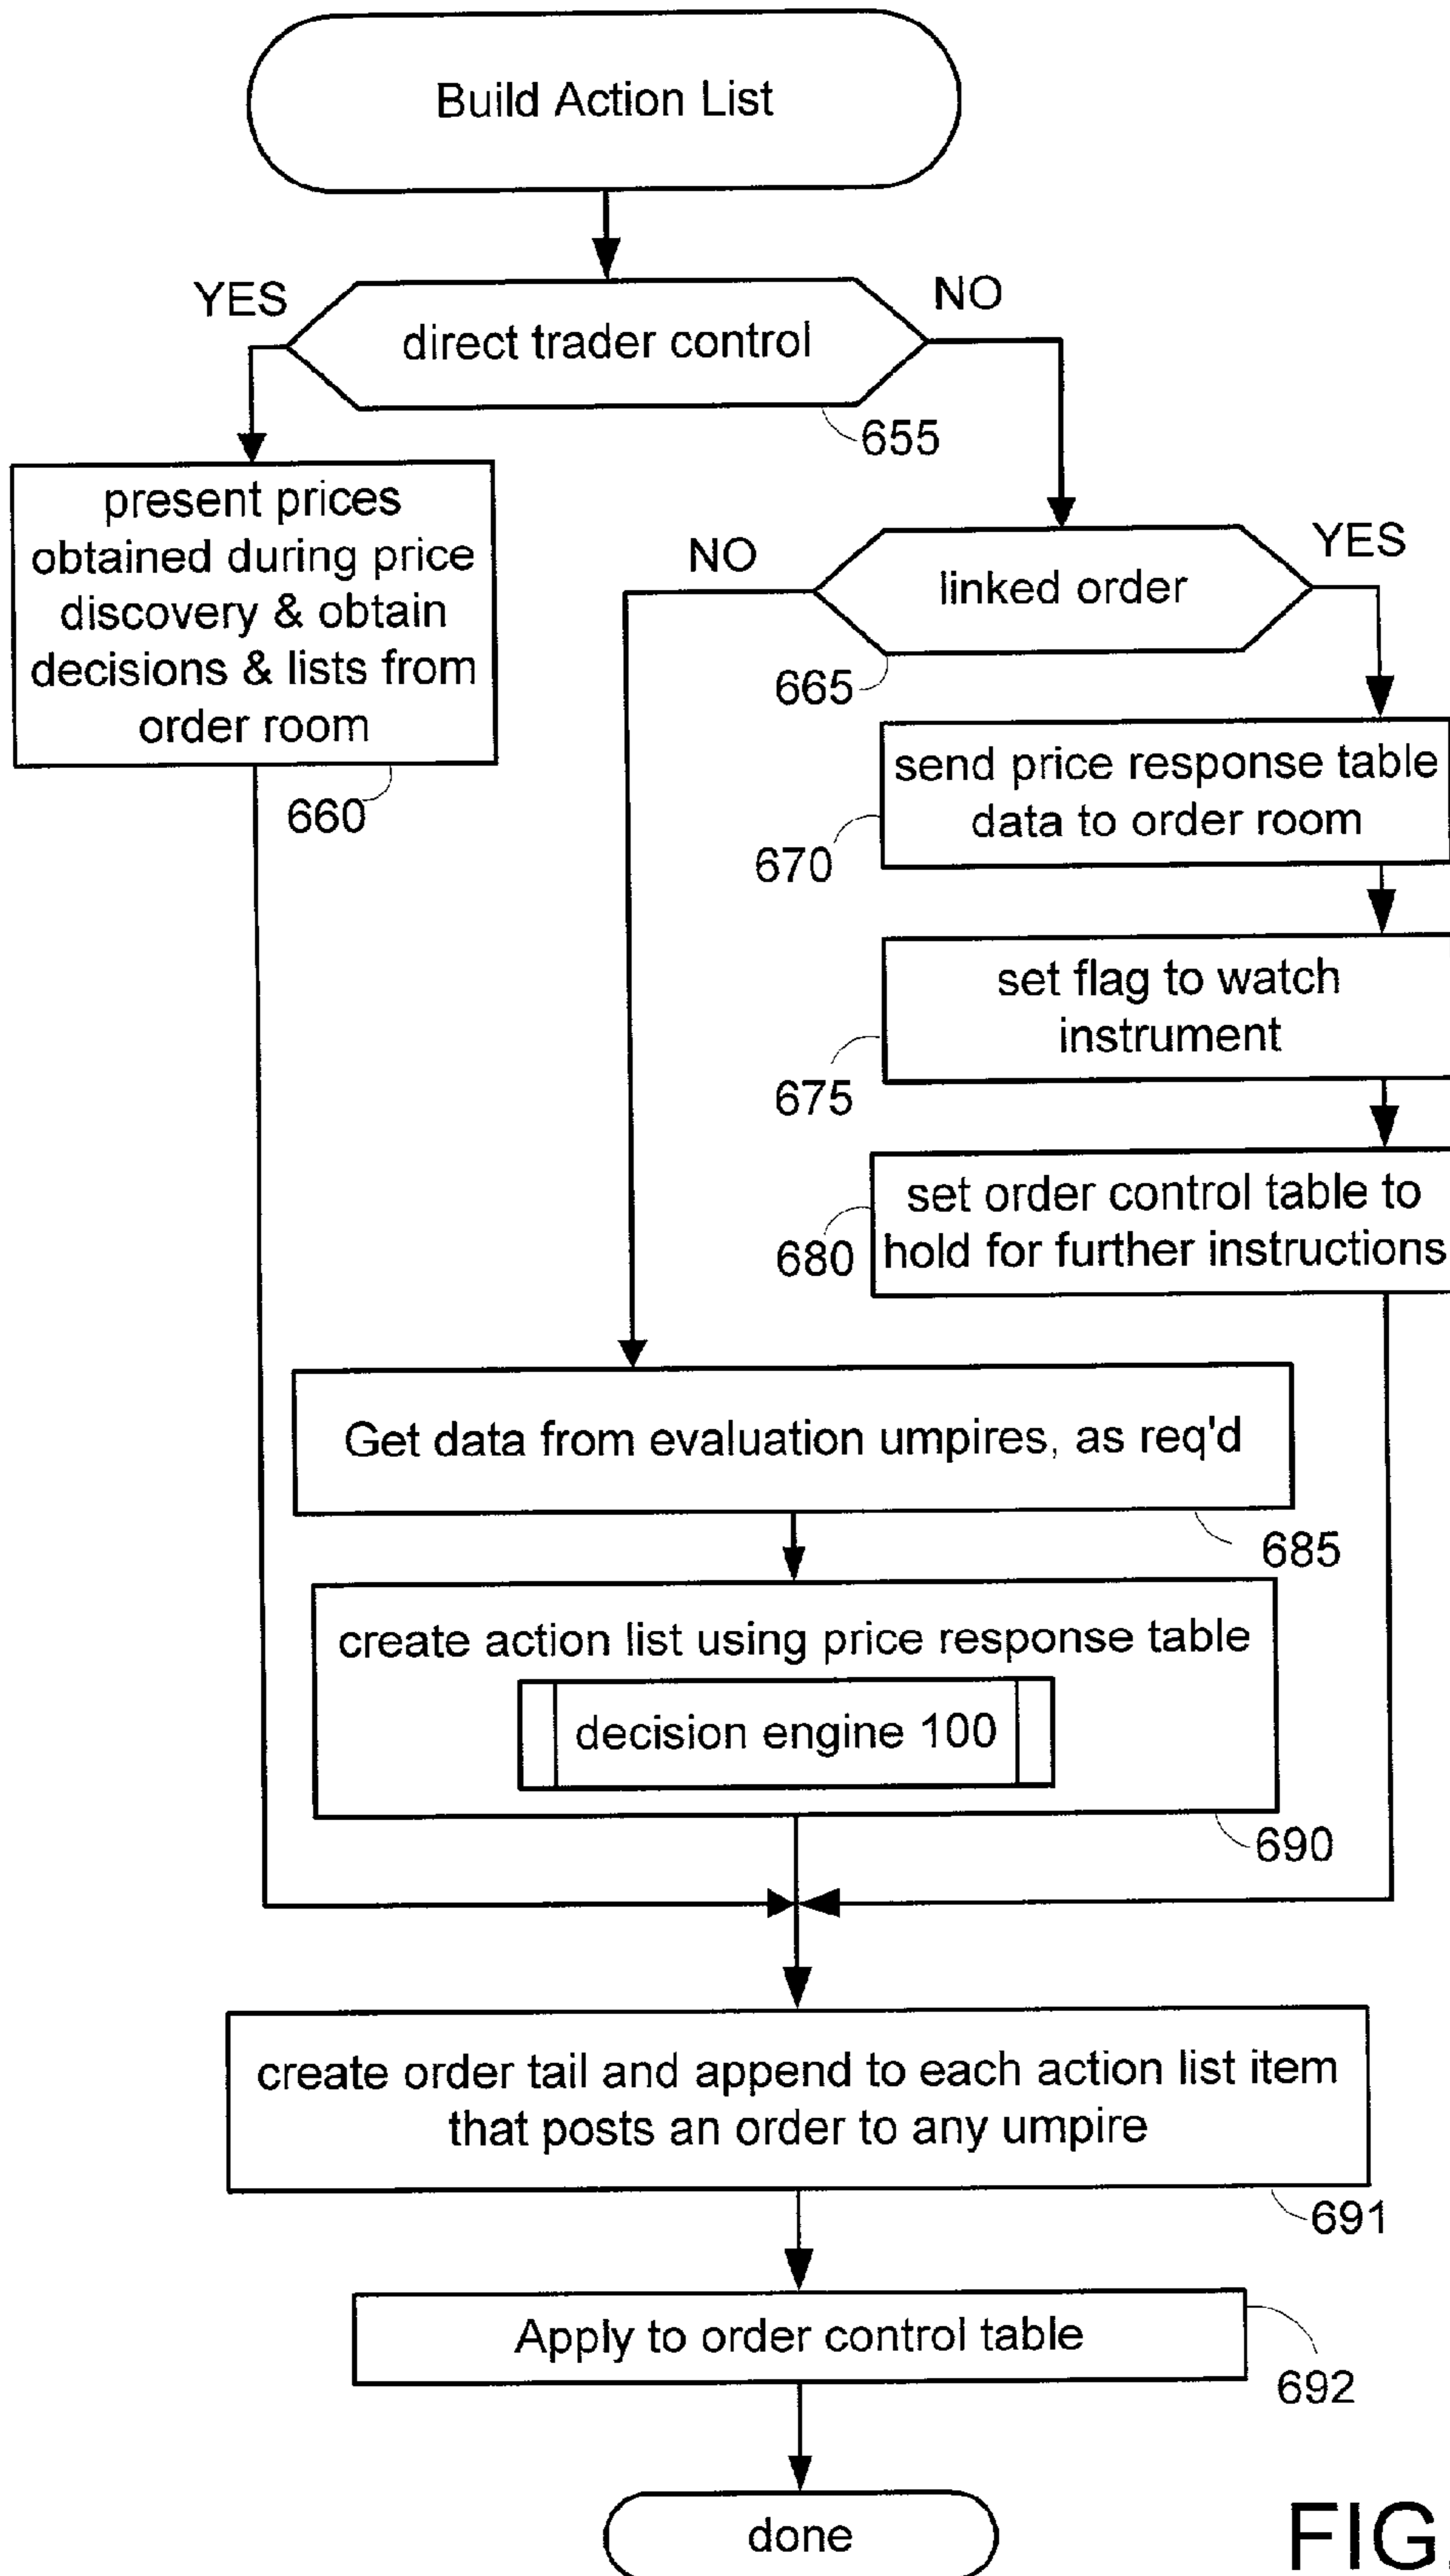 Build Action List
YES
NO
direct trader control
655
present prices
obtained during price
discovery & obtain
decisions & lists from
order room
660
NO
YES
linked order
665
send price response table
data to order room
670
set flag to watch
instrument
675
set order control table to
hold for further instructions
680
Get data from evaluation umpires, as req'd
685
create action list using price response table
decision engine 100
690
create order tail and append to each action list item
that posts an order to any umpire
691
Apply to order control table
692
done
FIG.